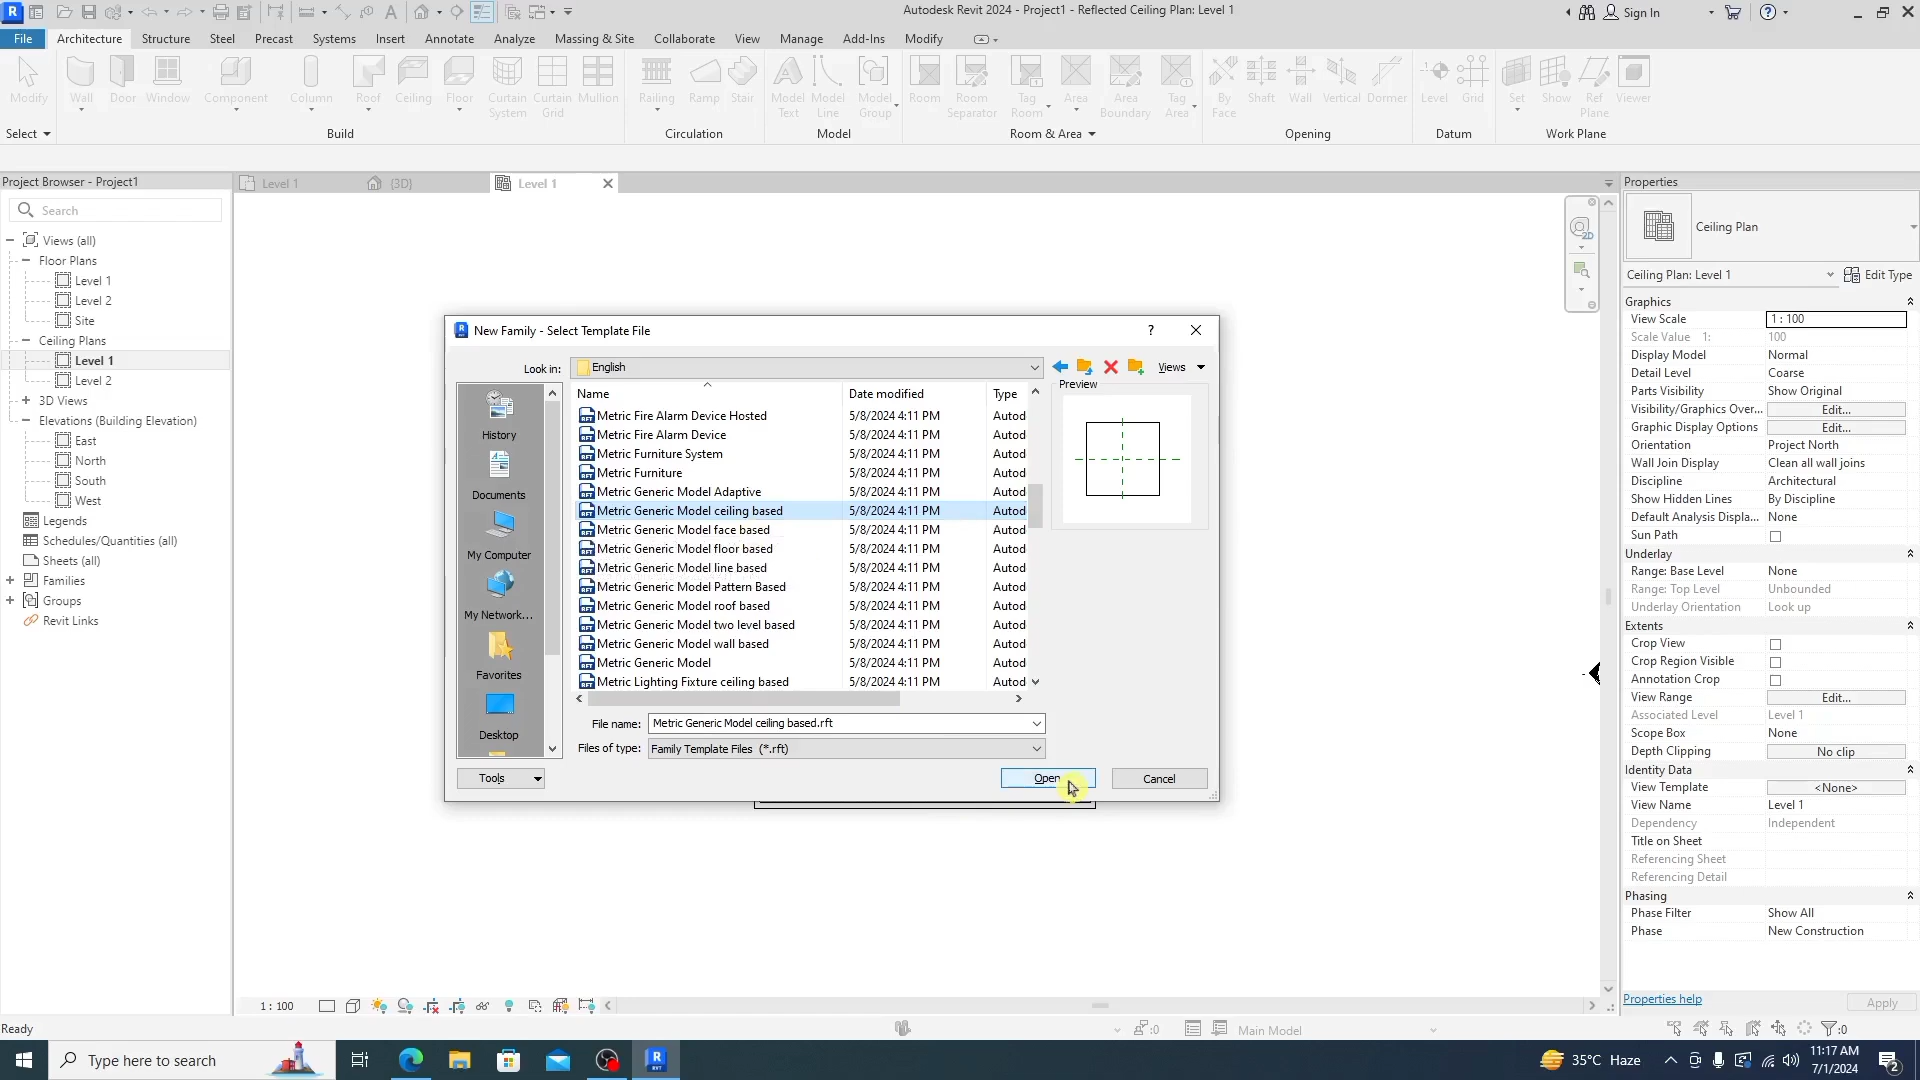 Autodesk Revit 2024 - Project1 - Reflected Ceiling Plan: Level 1
Sign In
File
Architecture
Structure
Steel
Precast
Systems
Insert
Annotate
Analyze
Massing & Site
Collaborate
View
Manage
Add-Ins
Modify
Modify
Wall
Door
Window
Component
Column
Roof
Ceiling
Floor
Curtain System
Curtain Grid
Mullion
Railing
Ramp
Stair
Model Text
Model Line
Model Group
Room
Room Separator
Tag Room
Area
Area Boundary
Tag Area
By Face
Shaft
Wall
Vertical
Dormer
Level
Grid
Set
Show
Ref Plane
Viewer
Select
Build
Circulation
Model
Room & Area
Opening
Datum
Work Plane
Project Browser - Project1
Search
Views (all)
Floor Plans
Level 1
Level 2
Site
Ceiling Plans
Level 1
Level 2
3D Views
Elevations (Building Elevation)
East
North
South
West
Legends
Schedules/Quantities (all)
Sheets (all)
Families
Groups
Revit Links
Level 1
{3D}
Level 1
New Family - Select Template File
Look in:
English
Views
History
Documents
My Computer
My Network...
Favorites
Desktop
Name
Date modified
Type
Metric Fire Alarm Device Hosted 5/8/2024 4:11 PM Autod
Metric Fire Alarm Device 5/8/2024 4:11 PM Autod
Metric Furniture System 5/8/2024 4:11 PM Autod
Metric Furniture 5/8/2024 4:11 PM Autod
Metric Generic Model Adaptive 5/8/2024 4:11 PM Autod
Metric Generic Model ceiling based 5/8/2024 4:11 PM Autod
Metric Generic Model face based 5/8/2024 4:11 PM Autod
Metric Generic Model floor based 5/8/2024 4:11 PM Autod
Metric Generic Model line based 5/8/2024 4:11 PM Autod
Metric Generic Model Pattern Based 5/8/2024 4:11 PM Autod
Metric Generic Model roof based 5/8/2024 4:11 PM Autod
Metric Generic Model two level based 5/8/2024 4:11 PM Autod
Metric Generic Model wall based 5/8/2024 4:11 PM Autod
Metric Generic Model 5/8/2024 4:11 PM Autod
Metric Lighting Fixture ceiling based 5/8/2024 4:11 PM Autod
Preview
File name:
Metric Generic Model ceiling based.rft
Files of type:
Family Template Files (*.rft)
Tools
Open
Cancel
2D
Properties
Ceiling Plan
Ceiling Plan: Level 1
Edit Type
Graphics
View Scale 1 : 100
Scale Value 1: 100
Display Model Normal
Detail Level Coarse
Parts Visibility Show Original
Visibility/Graphics Over... Edit...
Graphic Display Options Edit...
Orientation Project North
Wall Join Display Clean all wall joins
Discipline Architectural
Show Hidden Lines By Discipline
Default Analysis Displa... None
Sun Path
Underlay
Range: Base Level None
Range: Top Level Unbounded
Underlay Orientation Look up
Extents
Crop View
Crop Region Visible
Annotation Crop
View Range Edit...
Associated Level Level 1
Scope Box None
Depth Clipping No clip
Identity Data
View Template <None>
View Name Level 1
Dependency Independent
Title on Sheet
Referencing Sheet
Referencing Detail
Phasing
Phase Filter Show All
Phase New Construction
Properties help
Apply
1 : 100
Ready
:0
Main Model
:0
Type here to search
35°C Haze
11:17 AM
7/1/2024
2